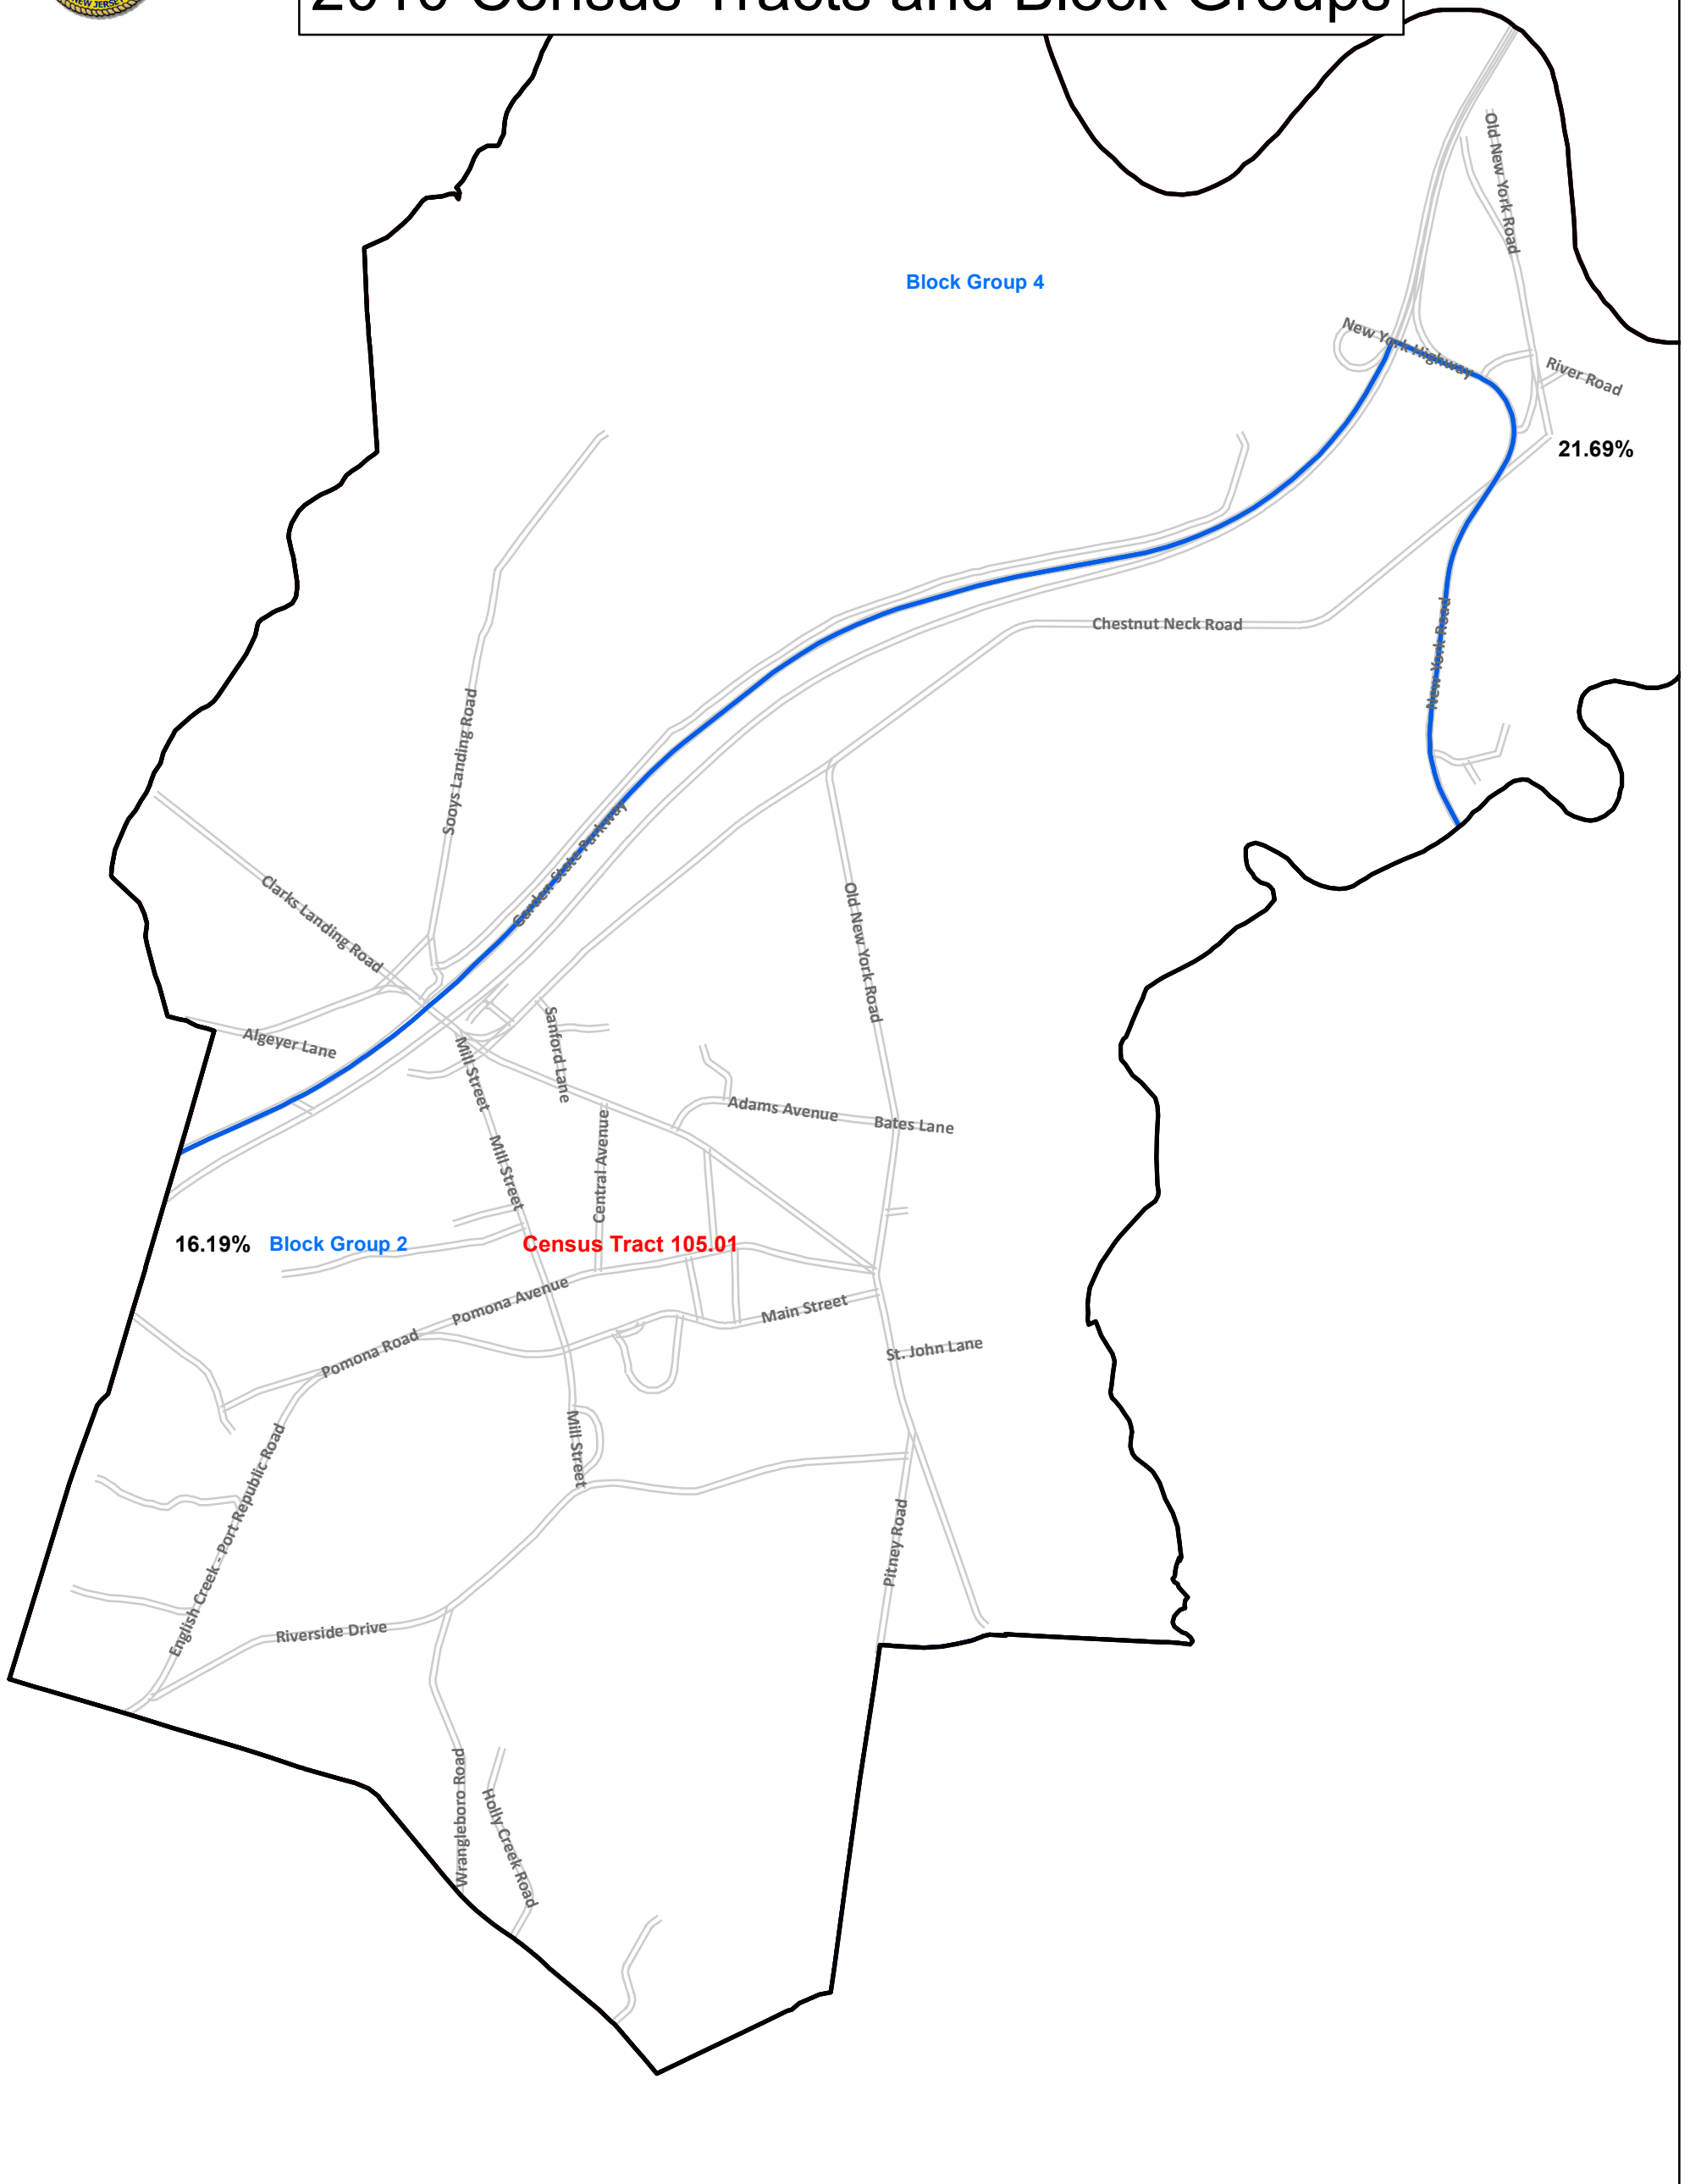 NEW JERSEY
2010 Census Tracts and Block Groups
Old New York Road
Block Group 4
New York Highway
River Road
21.69%
Chestnut Neck Road
New York Road
Sooys Landing Road
Garden State Parkway
Clarks Landing Road
Old New York Road
Algeyer Lane
Sanford Lane
Mill Street
Adams Avenue
Bates Lane
Central Avenue
Mill Street
16.19%
Block Group 2
Census Tract 105.01
Pomona Avenue
Main Street
Pomona Road
St. John Lane
Mill Street
English Creek - Port Republic Road
Pitney Road
Riverside Drive
Wrangleboro Road
Holly Creek Road